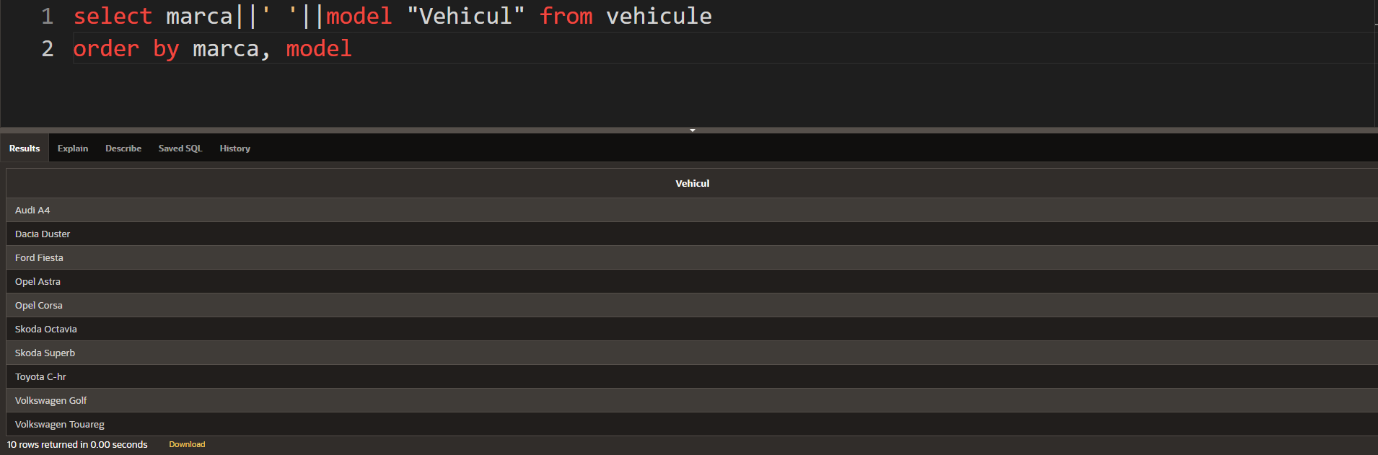 1 select marca||' '||model "Vehicul" from vehicule
2 order by marca, model
Results Explain Describe Saved SQL History
Vehicul
Audi A4
Dacia Duster
Ford Fiesta
Opel Astra
Opel Corsa
Skoda Octavia
Skoda Superb
Toyota C-hr
Volkswagen Golf
Volkswagen Touareg
10 rows returned in 0.00 seconds Download